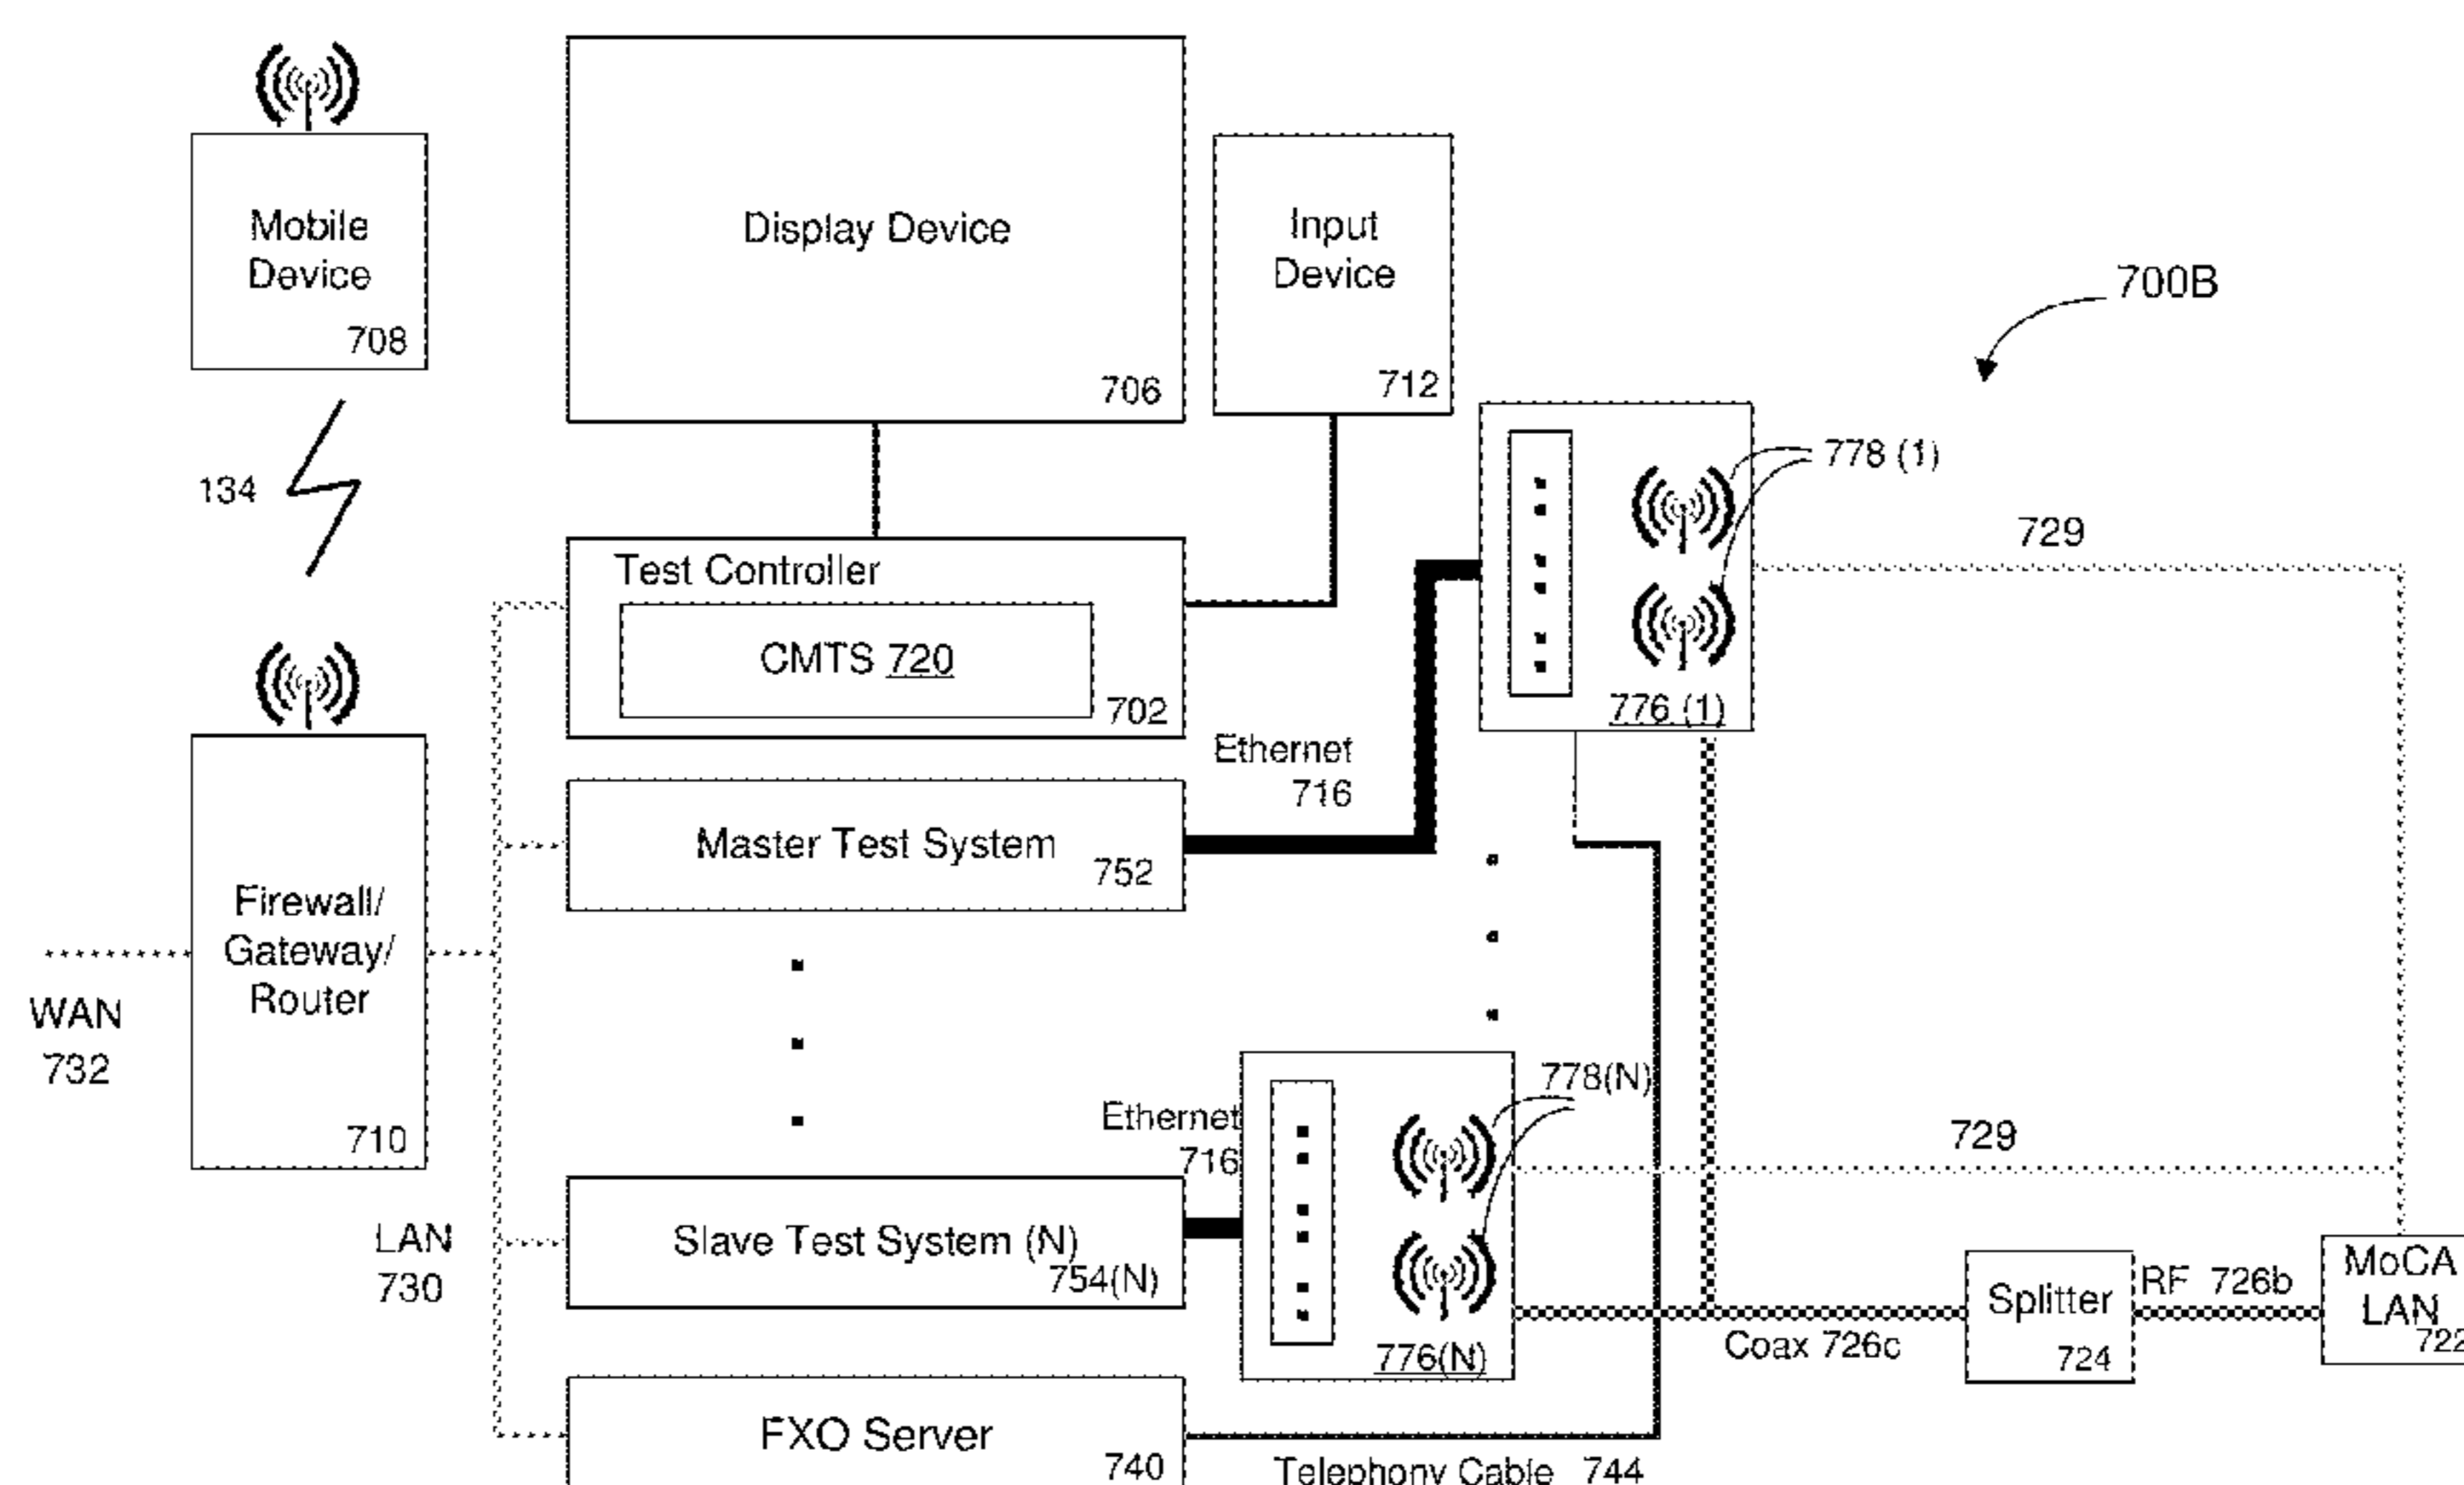 Mobile
Device
708
Display Device
706
Input
Device
712
700B
134
778 (1)
729
Test Controller
CMTS 720
702
776 (1)
Ethernet
716
Master Test System
752
Firewall/
Gateway/
Router
710
WAN
732
778(N)
Ethernet
716
729
LAN
730
Slave Test System (N)
754(N)
776(N)
Coax 726c
Splitter
724
RF 726b
MoCA
LAN
722
FXO Server
740
Telephony Cable 744